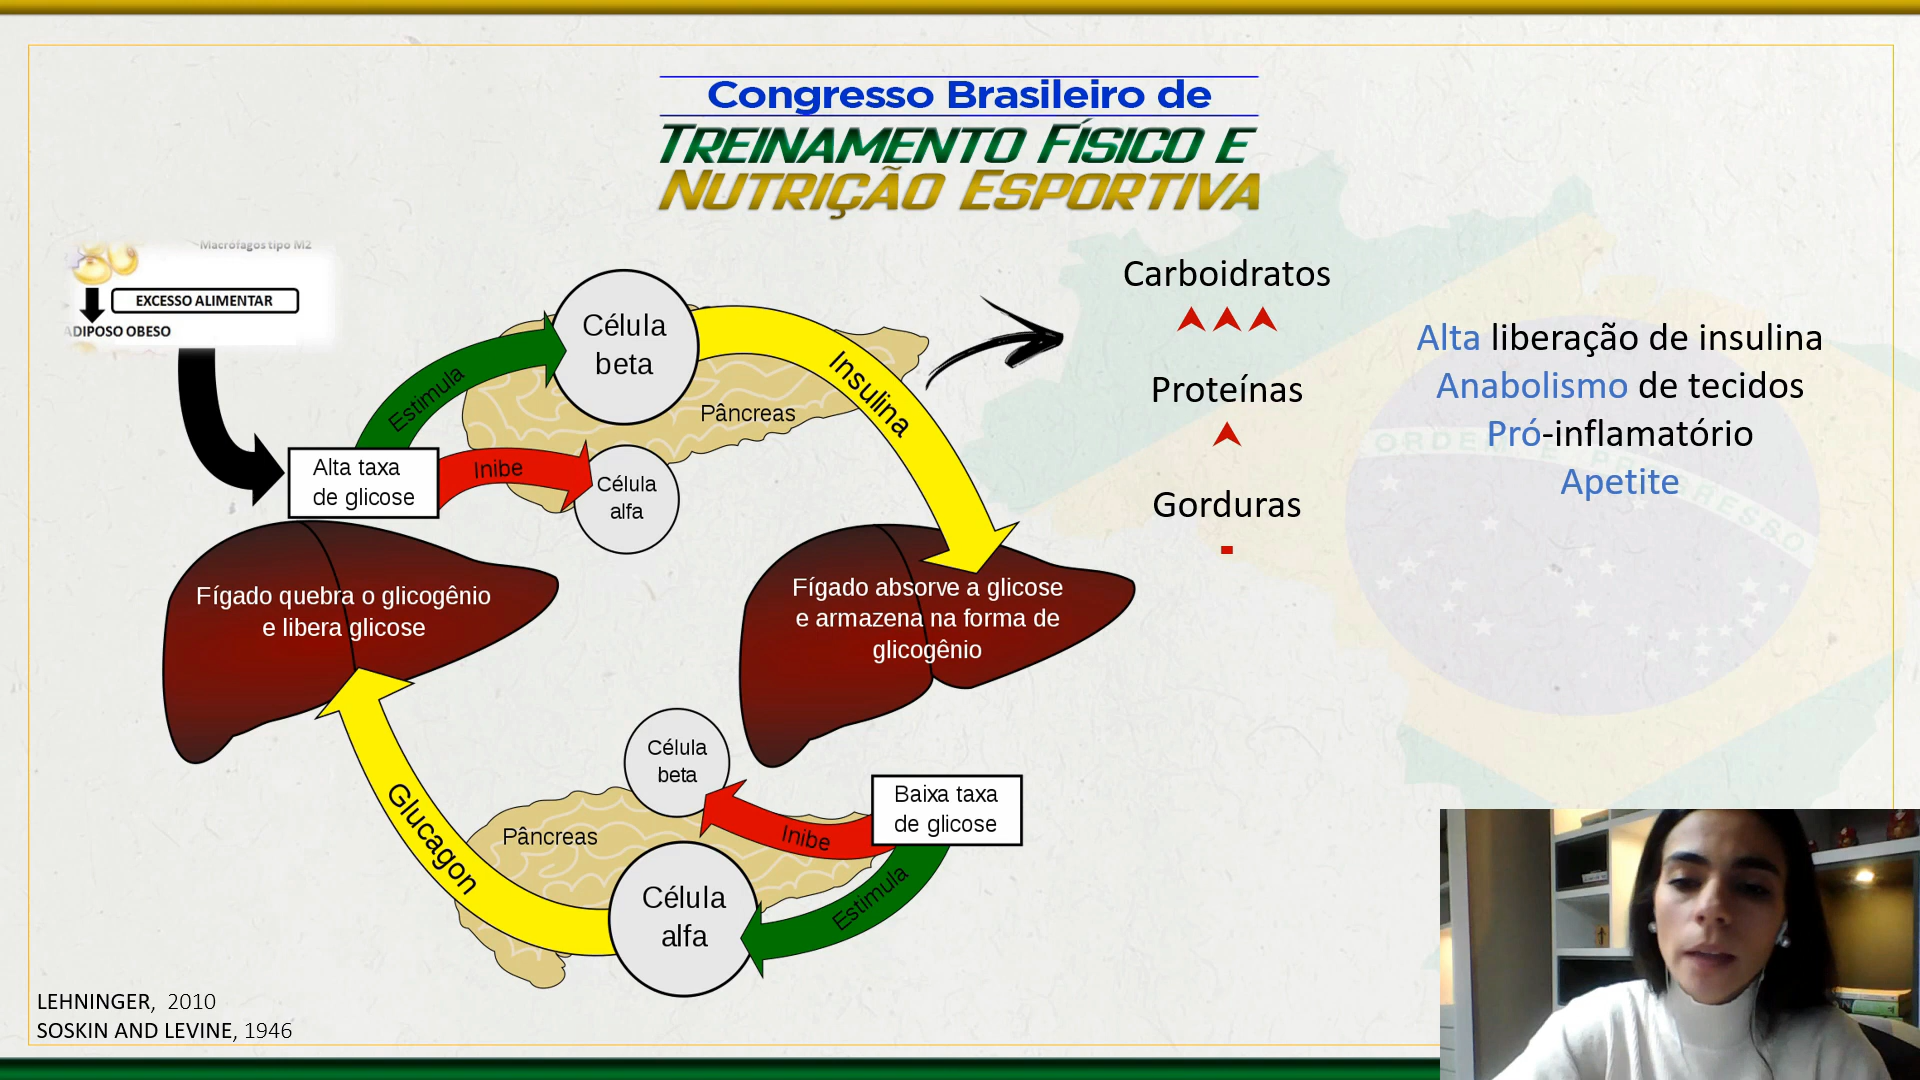 Congresso Brasileiro de
TREINAMENTO FÍSICO E
NUTRIÇÃO ESPORTIVA
Macrófagos tipo M2
EXCESSO ALIMENTAR
ADIPOSO OBESO
Célula
beta
Estimula
Insulina
Pâncreas
Alta taxa
de glicose
Inibe
Célula
alfa
Fígado quebra o glicogênio
e libera glicose
Fígado absorve a glicose
e armazena na forma de
glicogênio
Célula
beta
Baixa taxa
de glicose
Inibe
Pâncreas
Glucagon
Célula
alfa
Estimula
Carboidratos
Proteínas
Gorduras
-
Alta liberação de insulina
Anabolismo de tecidos
Pró-inflamatório
Apetite
ORDEM E PROGRESSO
LEHNINGER, 2010
SOSKIN AND LEVINE, 1946